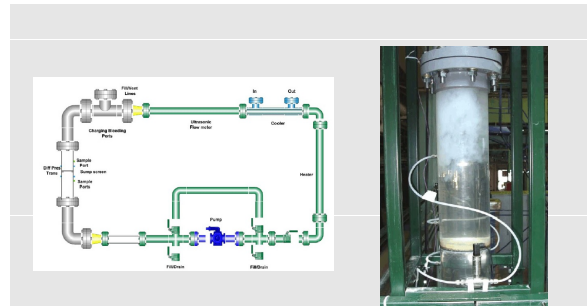 Fill/Vent
Lines
In
Out
Charging Bleeding
Ports
Ultrasonic
Flow meter
Cooler
Diff Pres
Trans
Sample
Port
Sump screen
Sample
Ports
Heater
Pump
Fill/Drain
Fill/Drain